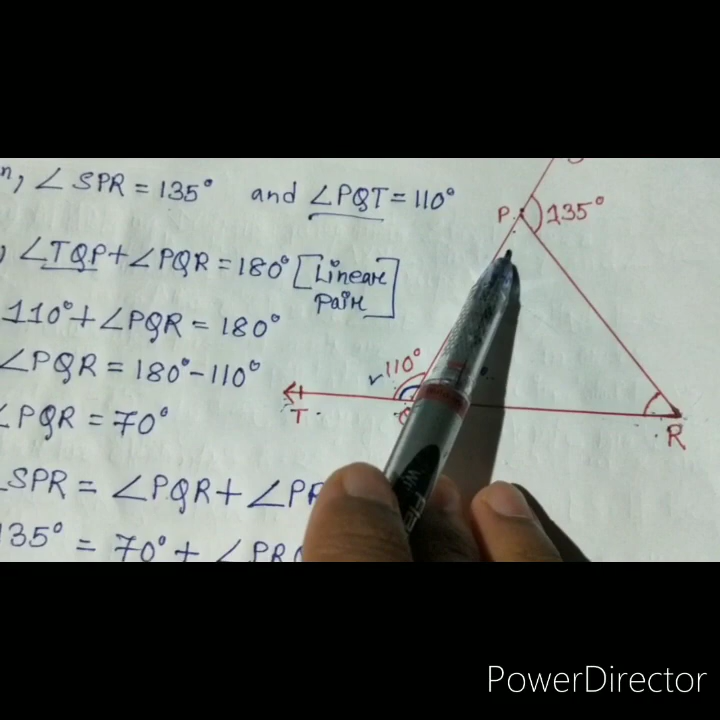 ∠SPR = 135° and ∠PQT = 110°
∠TQP + ∠PQR = 180° [Linear
pair]
110° + ∠PQR = 180°
∠PQR = 180° - 110°
∠PQR = 70°
∠SPR = ∠PQR + ∠PR
135° = 70° + ∠PRQ
P
135°
110°
T
R
PowerDirector